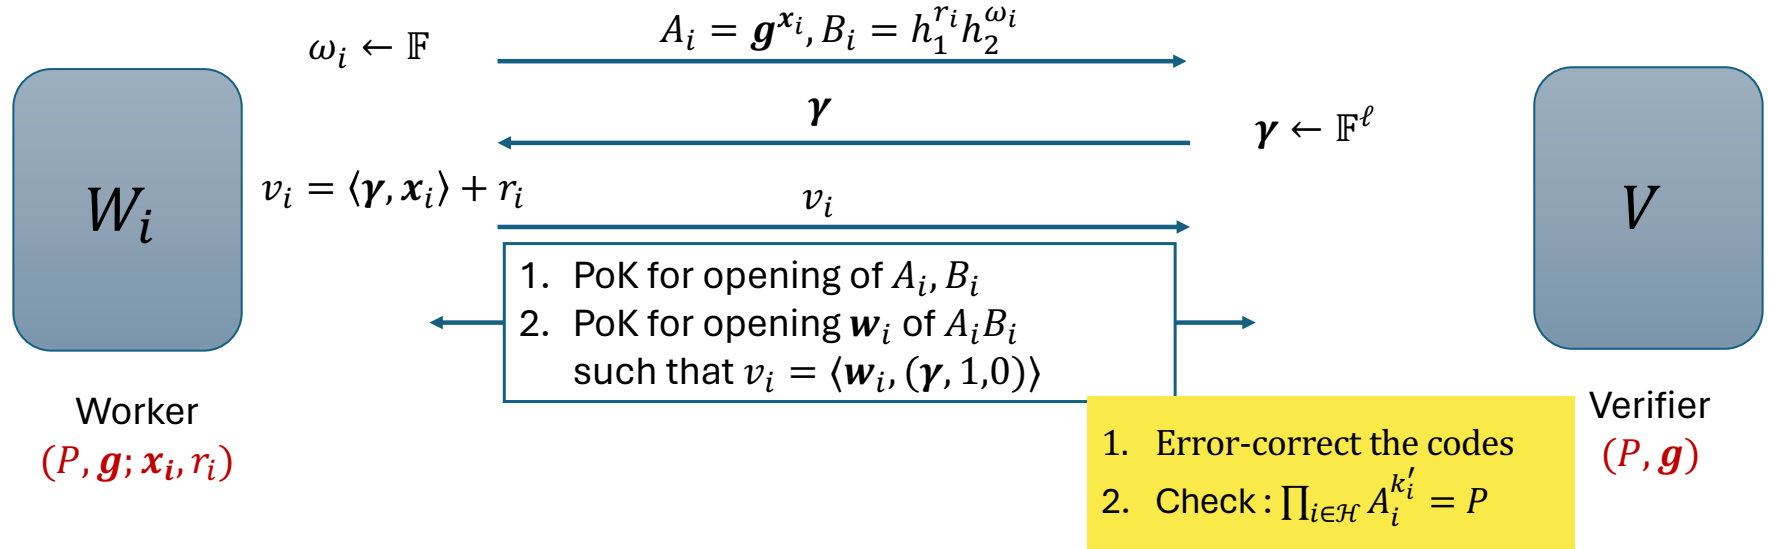 ωᵢ ← 𝔽
Aᵢ = 𝒈^𝒙ᵢ, Bᵢ = h₁^rᵢ h₂^ωᵢ
𝜸
𝜸 ← 𝔽^ℓ
Wᵢ
V
vᵢ = ⟨𝜸, 𝒙ᵢ⟩ + rᵢ
vᵢ
1. PoK for opening of Aᵢ, Bᵢ
2. PoK for opening 𝒘ᵢ of AᵢBᵢ
such that vᵢ = ⟨𝒘ᵢ, (𝜸, 1,0)⟩
Worker
(P, 𝒈; 𝒙ᵢ, rᵢ)
Verifier
(P, 𝒈)
1. Error-correct the codes
2. Check : ∏_{i∈ℋ} Aᵢ^{kᵢ′} = P